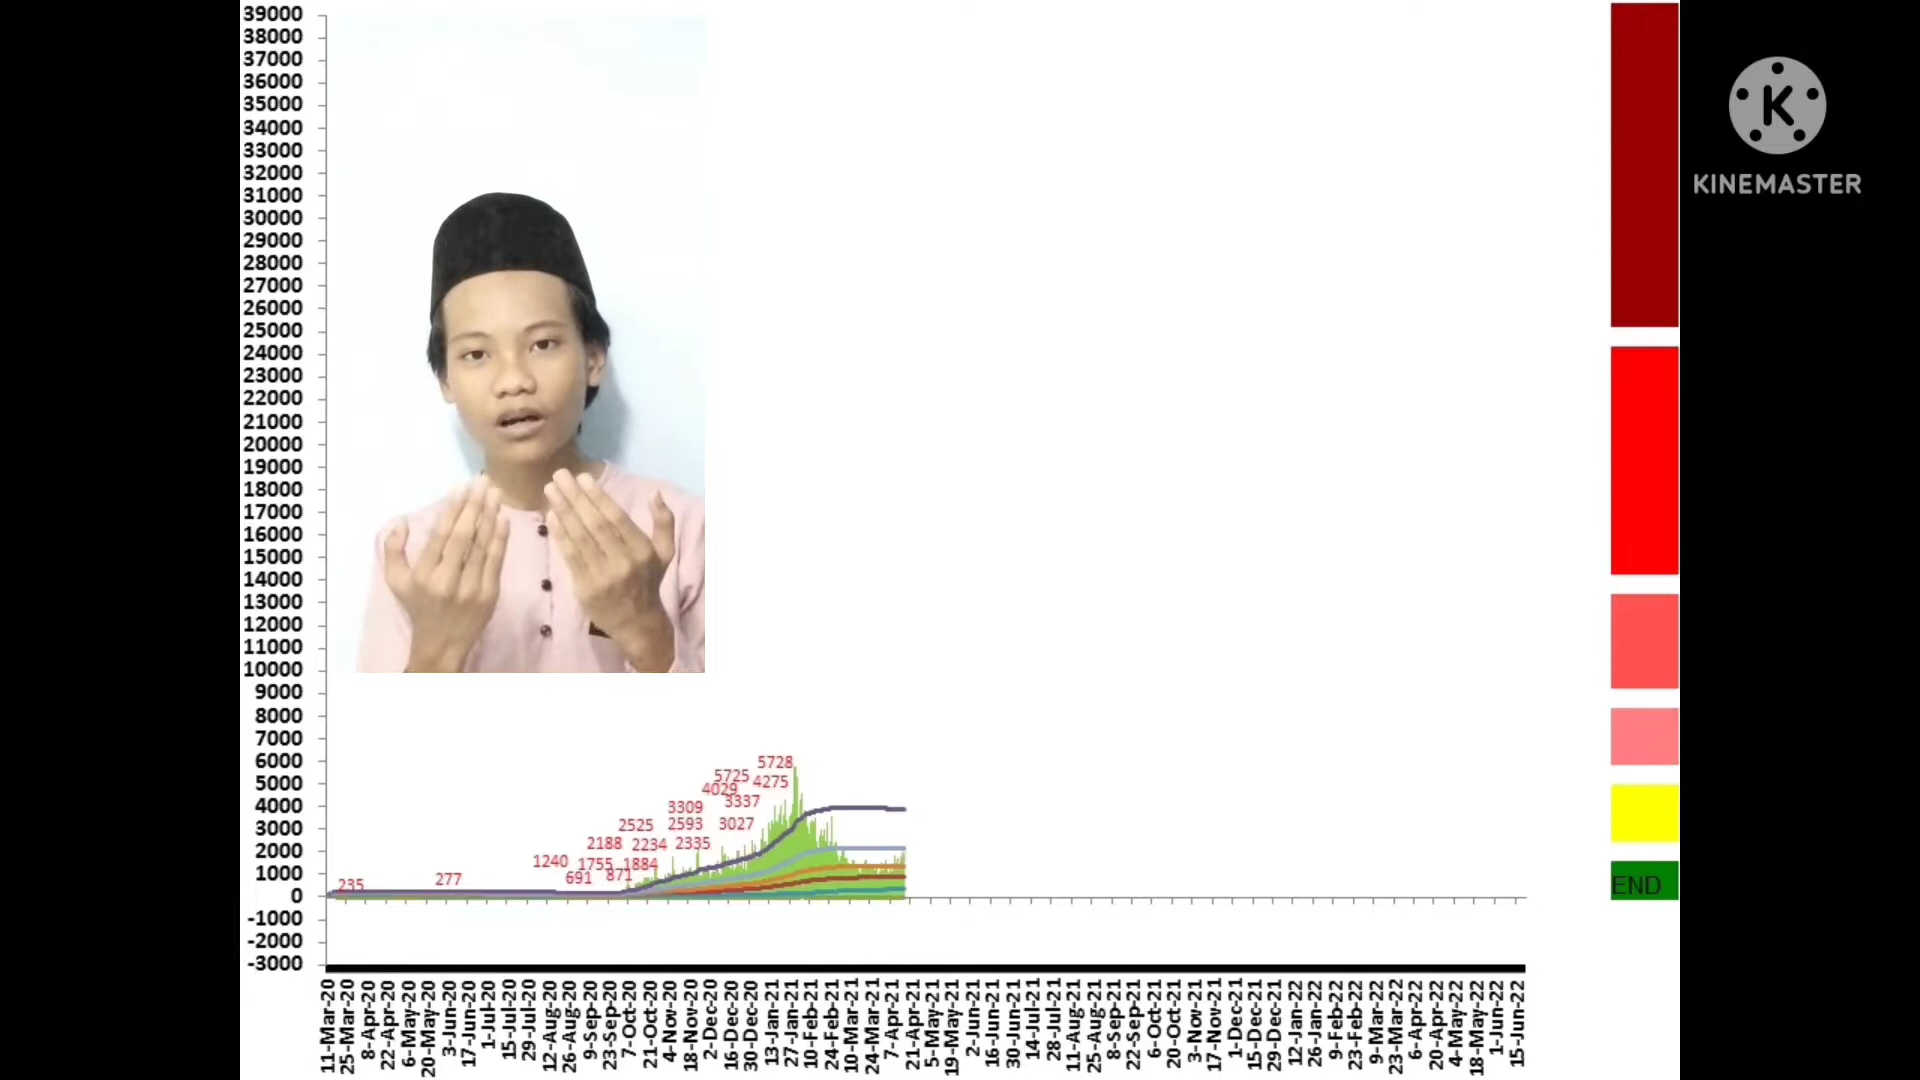 39000
38000
37000
36000
35000
34000
33000
32000
31000
30000
29000
28000
27000
26000
25000
24000
23000
22000
21000
20000
19000
18000
17000
16000
15000
14000
13000
12000
11000
10000
9000
8000
7000
6000
5000
4000
3000
2000
1000
0
-1000
-2000
-3000
K
KINEMASTER
5728
5725 4275
4029
3337
3309
2525 2593 3027
2188 2234 2335
1240 1755 1884
691 871
235 277
END
11-Mar-20
25-Mar-20
8-Apr-20
22-Apr-20
6-May-20
20-May-20
3-Jun-20
17-Jun-20
1-Jul-20
15-Jul-20
29-Jul-20
12-Aug-20
26-Aug-20
9-Sep-20
23-Sep-20
7-Oct-20
21-Oct-20
4-Nov-20
18-Nov-20
2-Dec-20
16-Dec-20
30-Dec-20
13-Jan-21
27-Jan-21
10-Feb-21
24-Feb-21
10-Mar-21
24-Mar-21
7-Apr-21
21-Apr-21
5-May-21
19-May-21
2-Jun-21
16-Jun-21
30-Jun-21
14-Jul-21
28-Jul-21
11-Aug-21
25-Aug-21
8-Sep-21
22-Sep-21
6-Oct-21
20-Oct-21
3-Nov-21
17-Nov-21
1-Dec-21
15-Dec-21
29-Dec-21
12-Jan-22
26-Jan-22
9-Feb-22
23-Feb-22
9-Mar-22
23-Mar-22
6-Apr-22
20-Apr-22
4-May-22
18-May-22
1-Jun-22
15-Jun-22